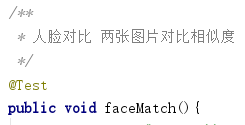 /**
* 人脸对比 两张图片对比相似度
*/
@Test
public void faceMatch(){